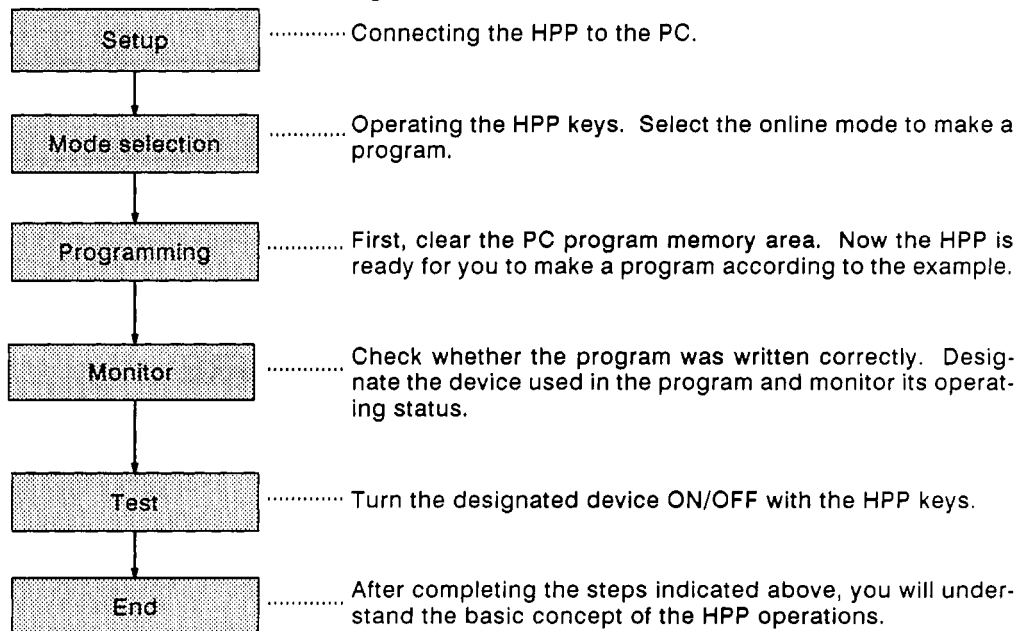 Setup ............. Connecting the HPP to the PC.
Mode selection ............. Operating the HPP keys. Select the online mode to make a
program.
Programming ............. First, clear the PC program memory area. Now the HPP is
ready for you to make a program according to the example.
Monitor ............. Check whether the program was written correctly. Desig-
nate the device used in the program and monitor its operat-
ing status.
Test ............. Turn the designated device ON/OFF with the HPP keys.
End ............. After completing the steps indicated above, you will under-
stand the basic concept of the HPP operations.